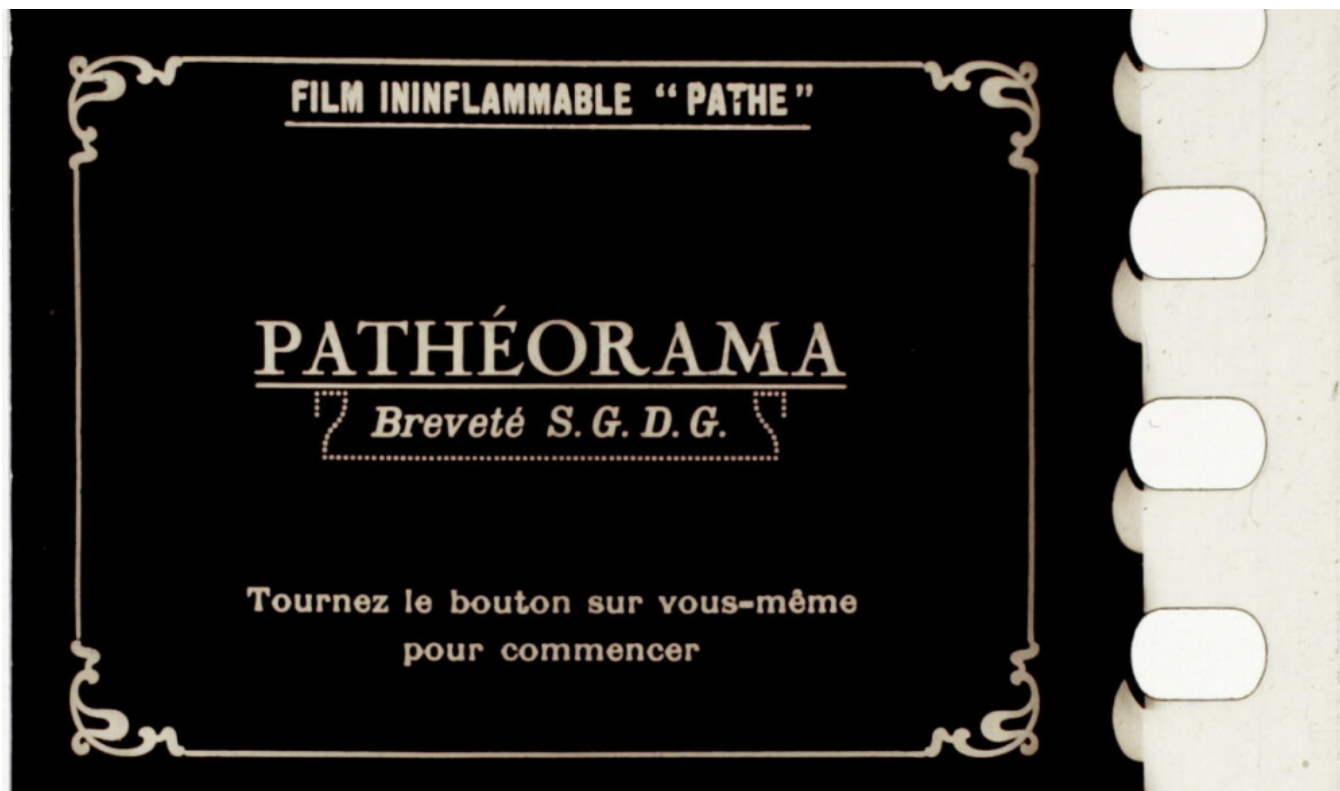 FILM ININFLAMMABLE “PATHE”
PATHÉORAMA
Breveté S. G. D. G.
Tournez le bouton sur vous-même
pour commencer